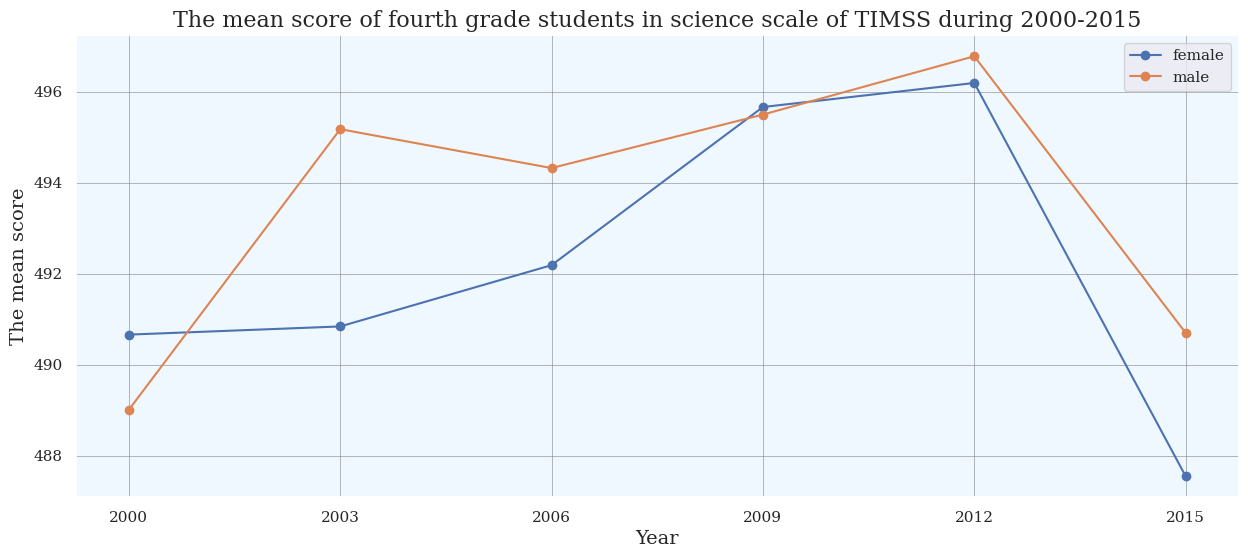 The mean score of fourth grade students in science scale of TIMSS during 2000-2015
female
male
The mean score
496
494
492
490
488
2000 2003 2006 2009 2012 2015
Year